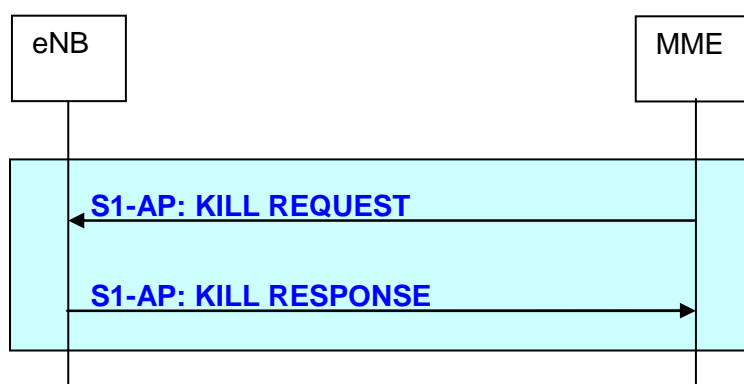 eNB
MME
S1-AP: KILL REQUEST
S1-AP: KILL RESPONSE